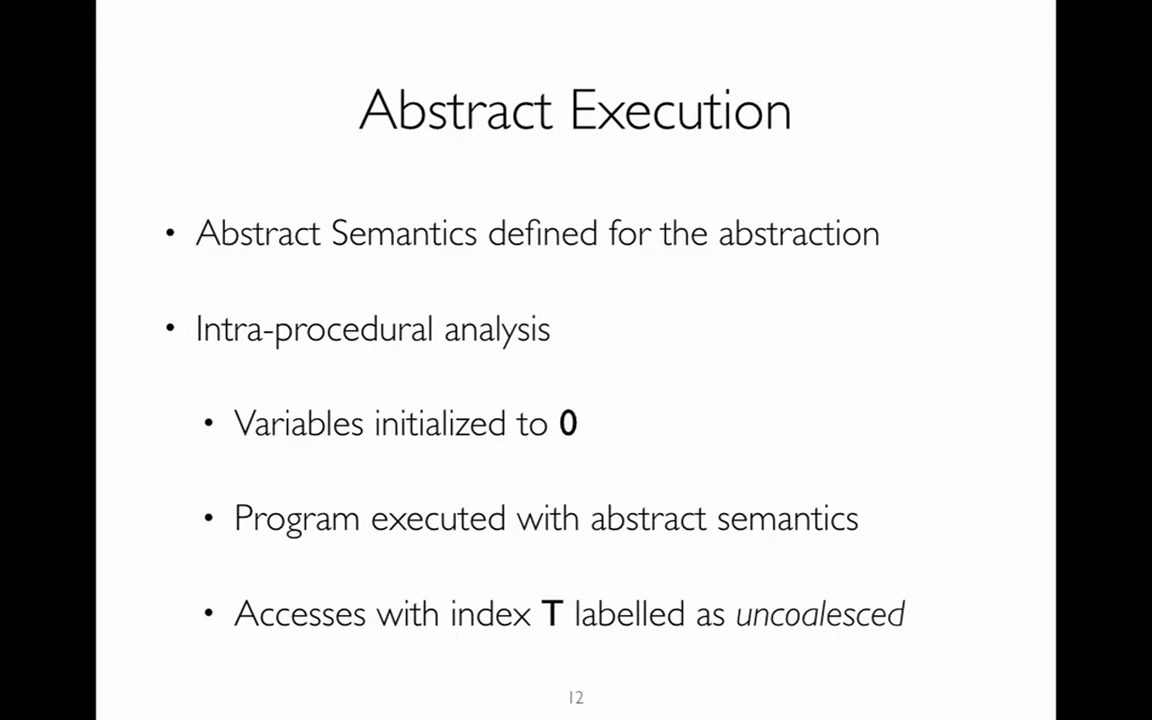 Abstract Execution
• Abstract Semantics defined for the abstraction
• Intra-procedural analysis
• Variables initialized to 0
• Program executed with abstract semantics
• Accesses with index T labelled as uncoalesced
12